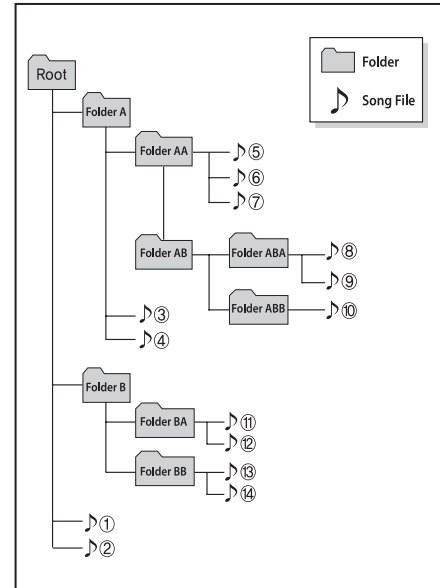 Root
Folder
Song File
Folder A
Folder AA
⑤
⑥
⑦
Folder AB
Folder ABA
⑧
⑨
Folder ABB
⑩
③
④
Folder B
Folder BA
⑪
⑫
Folder BB
⑬
⑭
①
②